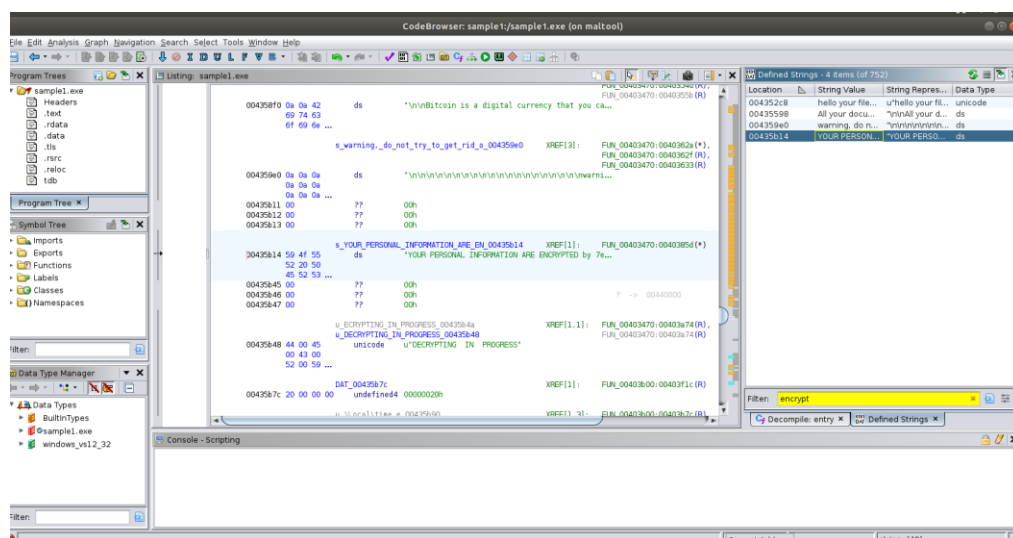 CodeBrowser: sample1:/sample1.exe (on maltool)
File Edit Analysis Graph Navigation Search Select Tools Window Help
Program Trees
sample1.exe
Headers
.text
.rdata
.data
.tls
.rsrc
.reloc
tdb
Program Tree ×
Symbol Tree
Imports
Exports
Functions
Labels
Classes
Namespaces
Filter:
Data Type Manager
Data Types
BuiltInTypes
sample1.exe
windows_vs12_32
Filter:
Listing: sample1.exe
FUN_00403470:0040355b(R)
004358f0 0a 0a 42 ds "\n\nBitcoin is a digital currency that you ca...
69 74 63
6f 69 6e ...
s_warning,_do_not_try_to_get_rid_o_004359e0 XREF[3]: FUN_00403470:0040362a(*),
FUN_00403470:0040362f(R),
FUN_00403470:00403633(R)
004359e0 0a 0a 0a ds
0a 0a 0a
0a 0a 0a ...
00435b11 00 ?? 00h
00435b12 00 ?? 00h
00435b13 00 ?? 00h
s_YOUR_PERSONAL_INFORMATION_ARE_EN_00435b14 XREF[1]: FUN_00403470:0040385d(*)
00435b14 59 4f 55 ds "YOUR PERSONAL INFORMATION ARE ENCRYPTED by 7e...
52 20 50
45 52 53 ...
00435b45 00 ?? 00h
00435b46 00 ?? 00h ? -> 00440000
00435b47 00 ?? 00h
u_ECRYPTING_IN_PROGRESS_00435b4a XREF[1,1]: FUN_00403470:00403a74(R),
u_DECRYPTING_IN_PROGRESS_00435b48 FUN_00403470:00403a74(R)
00435b48 44 00 45 unicode u"DECRYPTING IN PROGRESS"
00 43 00
52 00 59 ...
DAT_00435b7c XREF[1]: FUN_00403b00:00403f1c(R)
00435b7c 20 00 00 00 undefined4 00000020h
XREF[1,3]: FUN_00403b00:00403b7c(R)
Defined Strings - 4 items (of 752)
Location String Value String Repres... Data Type
004352c8 hello your file... u"hello your fil... unicode
00435598 All your docu... "\n\nAll your d... ds
004359e0 warning, do n... "\n\n\n\n\n\n... ds
00435b14 YOUR PERSON... "YOUR PERSO... ds
Filter: encrypt
Decompile: entry × Defined Strings ×
Console - Scripting